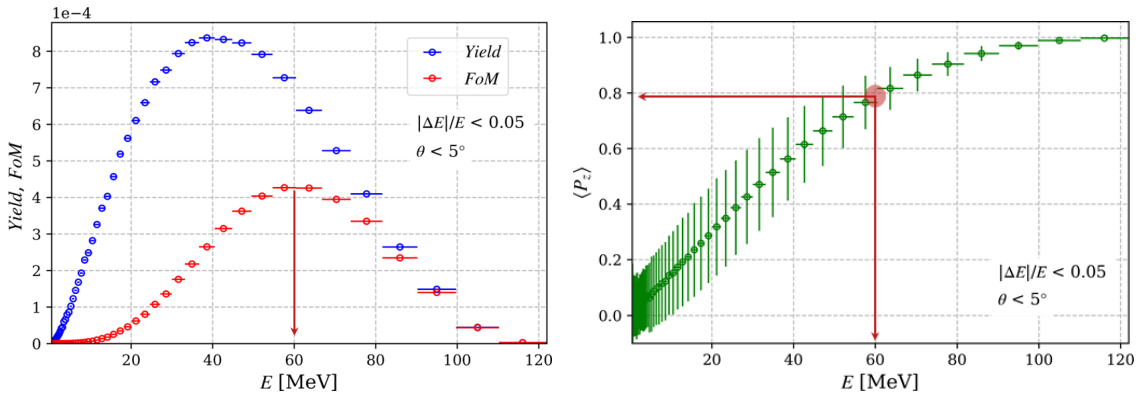 1e−4
8
7
6
5
4
3
2
1
0
Yield, FoM
20
40
60
80
100
120
E [MeV]
Yield
FoM
|ΔE|/E < 0.05
θ < 5°
1.0
0.8
0.6
0.4
0.2
0.0
⟨P_z⟩
20
40
60
80
100
120
E [MeV]
|ΔE|/E < 0.05
θ < 5°